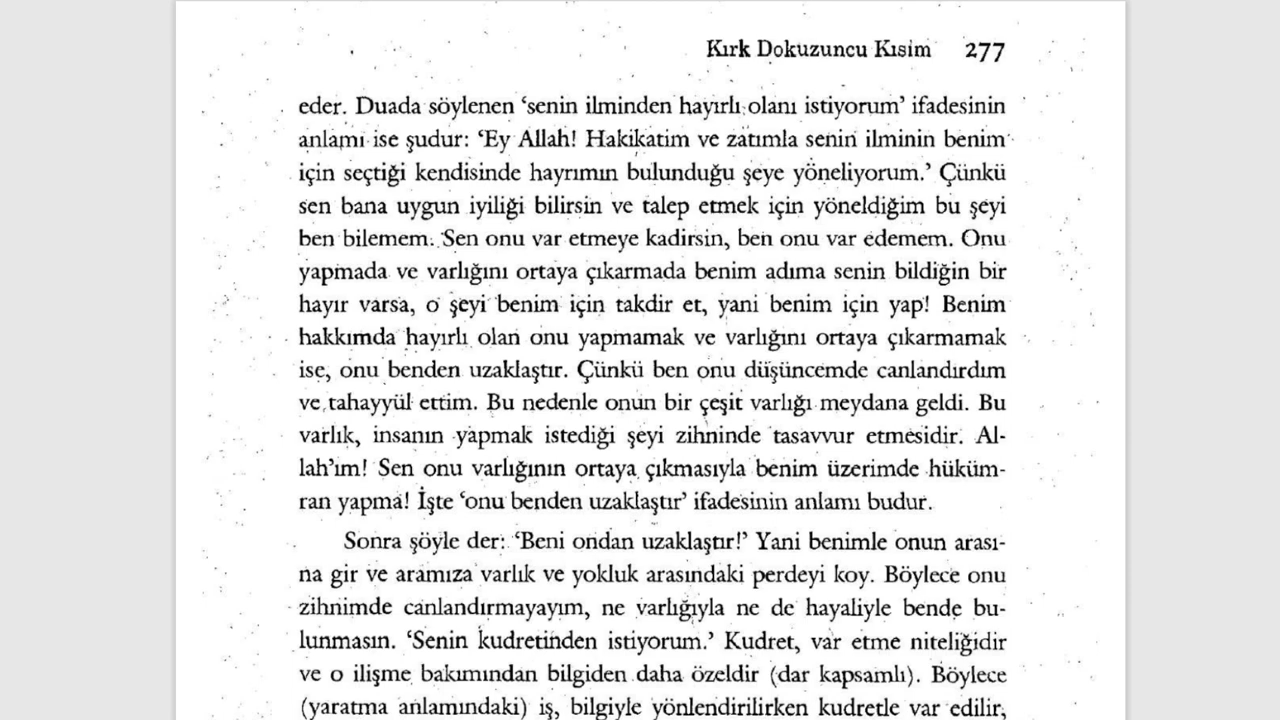 Kırk Dokuzuncu Kısım 277
eder. Duada söylenen ‘senin ilminden hayırlı olanı istiyorum’ ifadesinin
anlamı ise şudur: ‘Ey Allah! Hakikatim ve zatımla senin ilminin benim
için seçtiği kendisinde hayrımın bulunduğu şeye yöneliyorum.’ Çünkü
sen bana uygun iyiliği bilirsin ve talep etmek için yöneldiğim bu şeyi
ben bilemem. Sen onu var etmeye kadirsin, ben onu var edemem. Onu
yapmada ve varlığını ortaya çıkarmada benim adıma senin bildiğin bir
hayır varsa, o şeyi benim için takdir et, yani benim için yap! Benim
hakkımda hayırlı olan onu yapmamak ve varlığını ortaya çıkarmamak
ise, onu benden uzaklaştır. Çünkü ben onu düşüncemde canlandırdım
ve tahayyül ettim. Bu nedenle onun bir çeşit varlığı meydana geldi. Bu
varlık, insanın yapmak istediği şeyi zihninde tasavvur etmesidir. Al-
lah’ım! Sen onu varlığının ortaya çıkmasıyla benim üzerimde hüküm-
ran yapma! İşte ‘onu benden uzaklaştır’ ifadesinin anlamı budur.
Sonra şöyle der: ‘Beni ondan uzaklaştır!’ Yani benimle onun arası-
na gir ve aramıza varlık ve yokluk arasındaki perdeyi koy. Böylece onu
zihnimde canlandırmayayım, ne varlığıyla ne de hayaliyle bende bu-
lunmasın. ‘Senin kudretinden istiyorum.’ Kudret, var etme niteliğidir
ve o ilişme bakımından bilgiden daha özeldir (dar kapsamlı). Böylece
(yaratma anlamındaki) iş, bilgiyle yönlendirilirken kudretle var edilir,